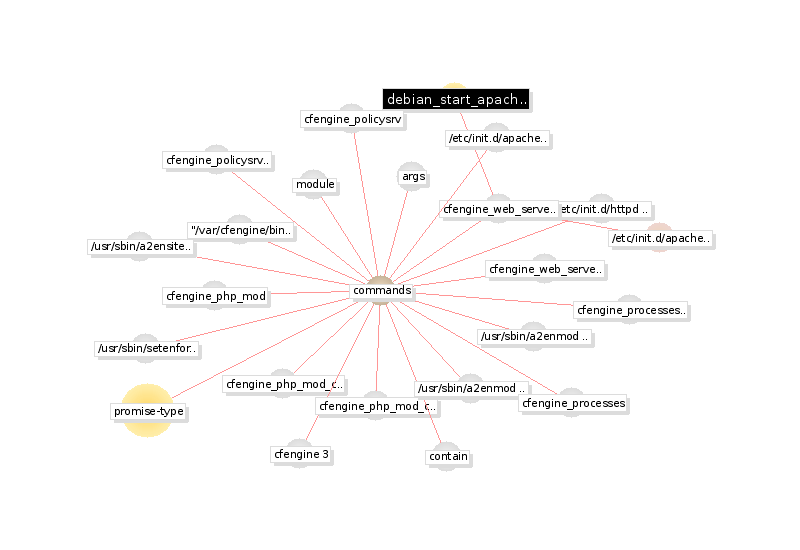 debian_start_apach..
cfengine_policysrv
/etc/init.d/apache..
cfengine_policysrv..
module
args
cfengine_web_serve..
etc/init.d/httpd ..
"/var/cfengine/bin..
/etc/init.d/apache..
/usr/sbin/a2ensite..
cfengine_web_serve..
commands
cfengine_php_mod
cfengine_processes..
/usr/sbin/a2enmod ..
/usr/sbin/setenfor..
cfengine_php_mod_c..
/usr/sbin/a2enmod ..
cfengine_processes
cfengine_php_mod_c..
promise-type
cfengine 3
contain